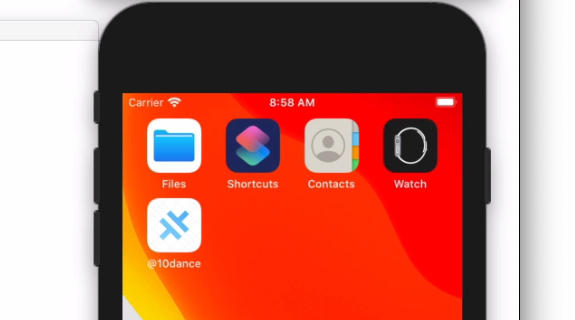 Carrier
8:58 AM
Files
Shortcuts
Contacts
Watch
@10dance